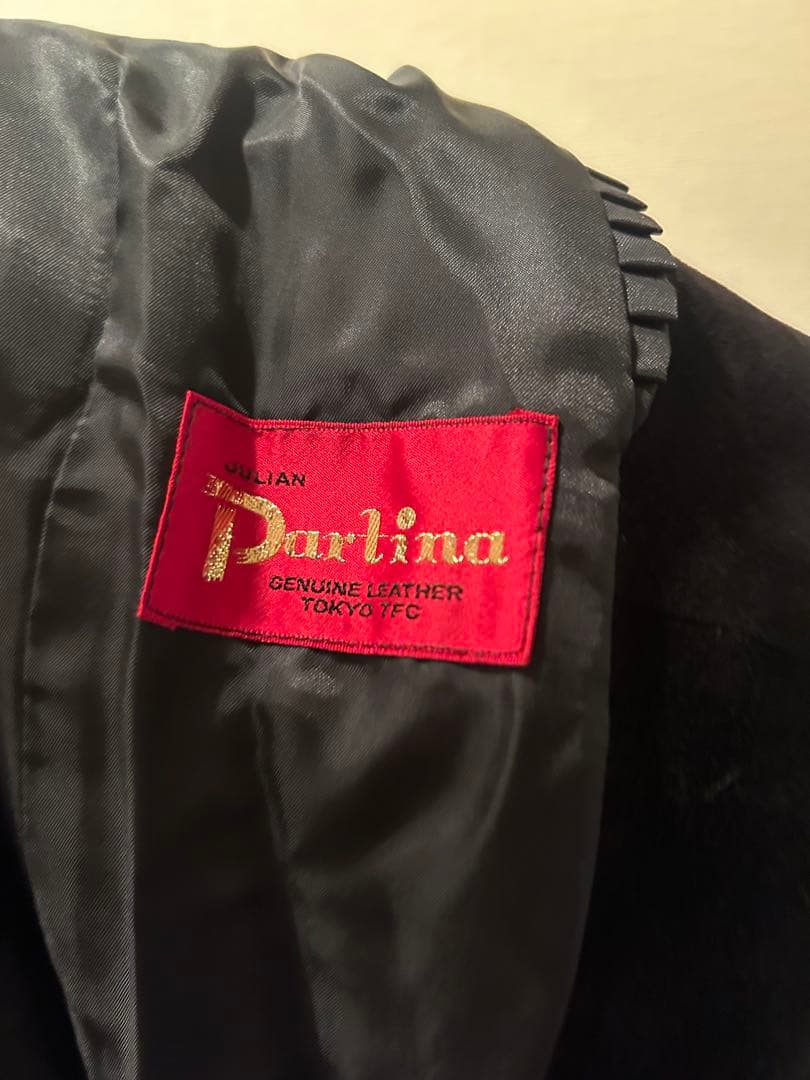 JULIAN
Partina
GENUINE LEATHER
TOKYO TFC